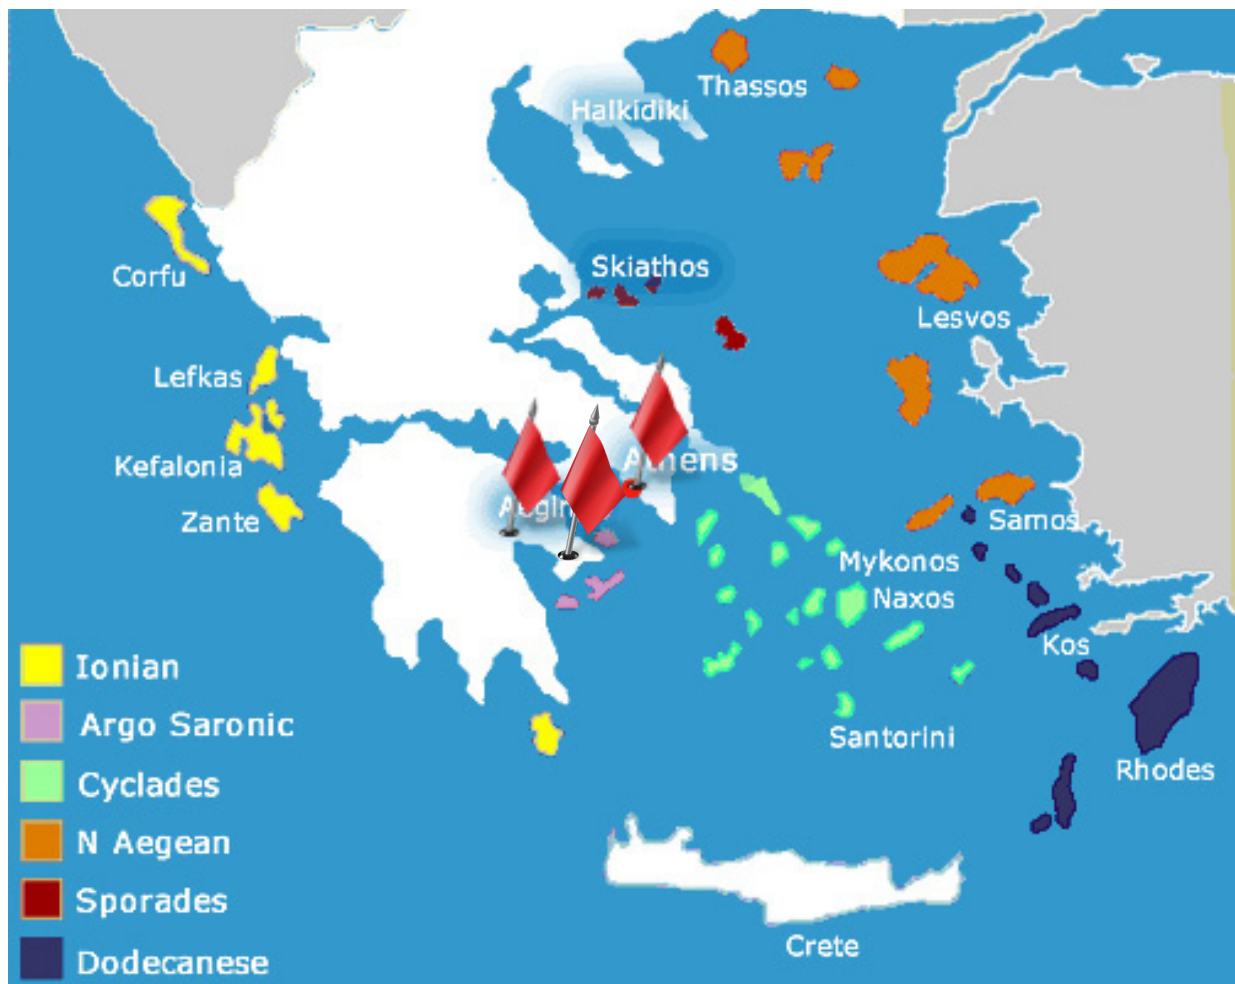 Thassos
Halkidiki
Skiathos
Corfu
Lesvos
Lefkas
Athens
Kefalonia
Zante
Samos
Mykonos
Naxos
Kos
Santorini
Rhodes
Crete
Ionian
Argo Saronic
Cyclades
N Aegean
Sporades
Dodecanese